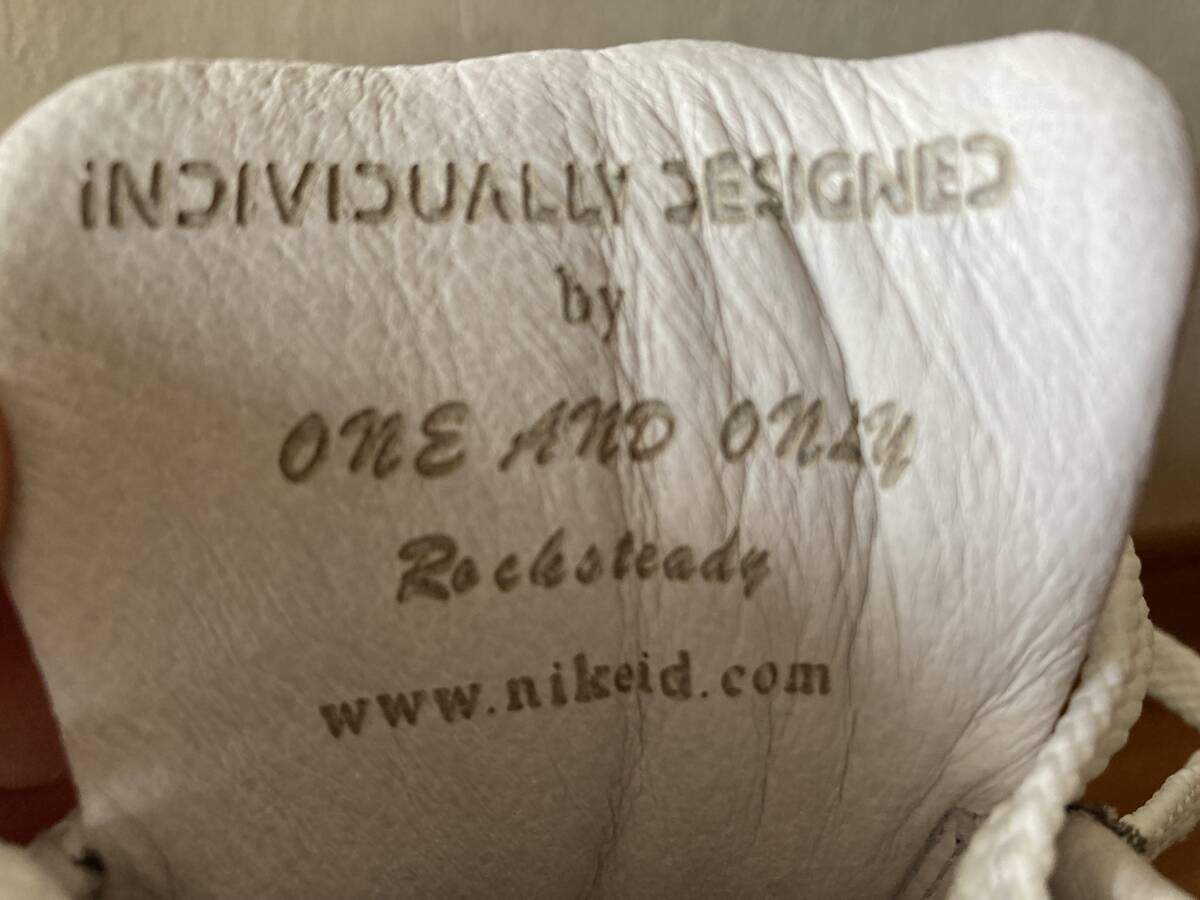 iNDIVIDUALLY DESIGNED
by
ONE AND ONLY
Rocksteady
www.nikeid.com